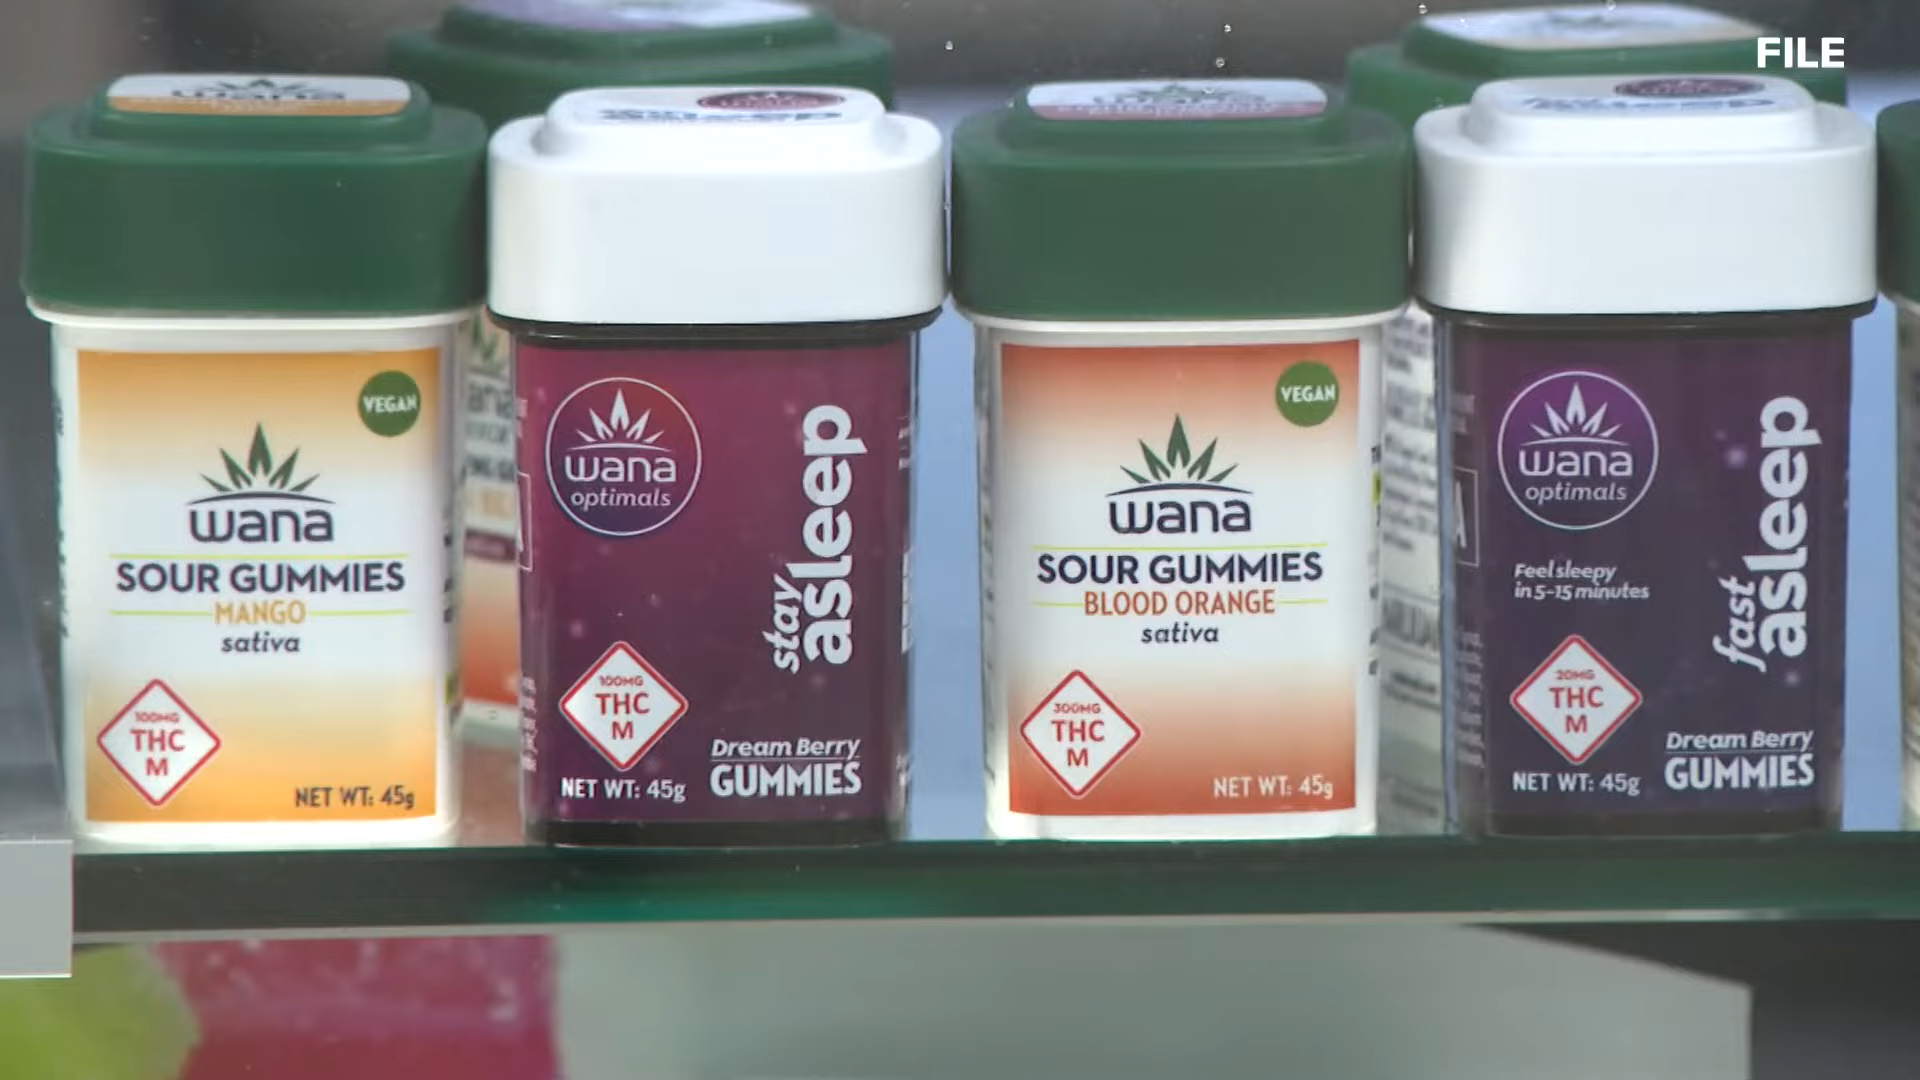 FILE
wana
VEGAN
wana
SOUR GUMMIES
MANGO
sativa
100MG
THC
M
NET WT: 45g
wana
optimals
stay
asleep
100MG
THC
M
NET WT: 45g
Dream Berry
GUMMIES
VEGAN
wana
SOUR GUMMIES
BLOOD ORANGE
sativa
300MG
THC
M
NET WT: 45g
wana
optimals
Feel sleepy
in 5-15 minutes
fast
asleep
20MG
THC
M
NET WT: 45g
Dream Berry
GUMMIES